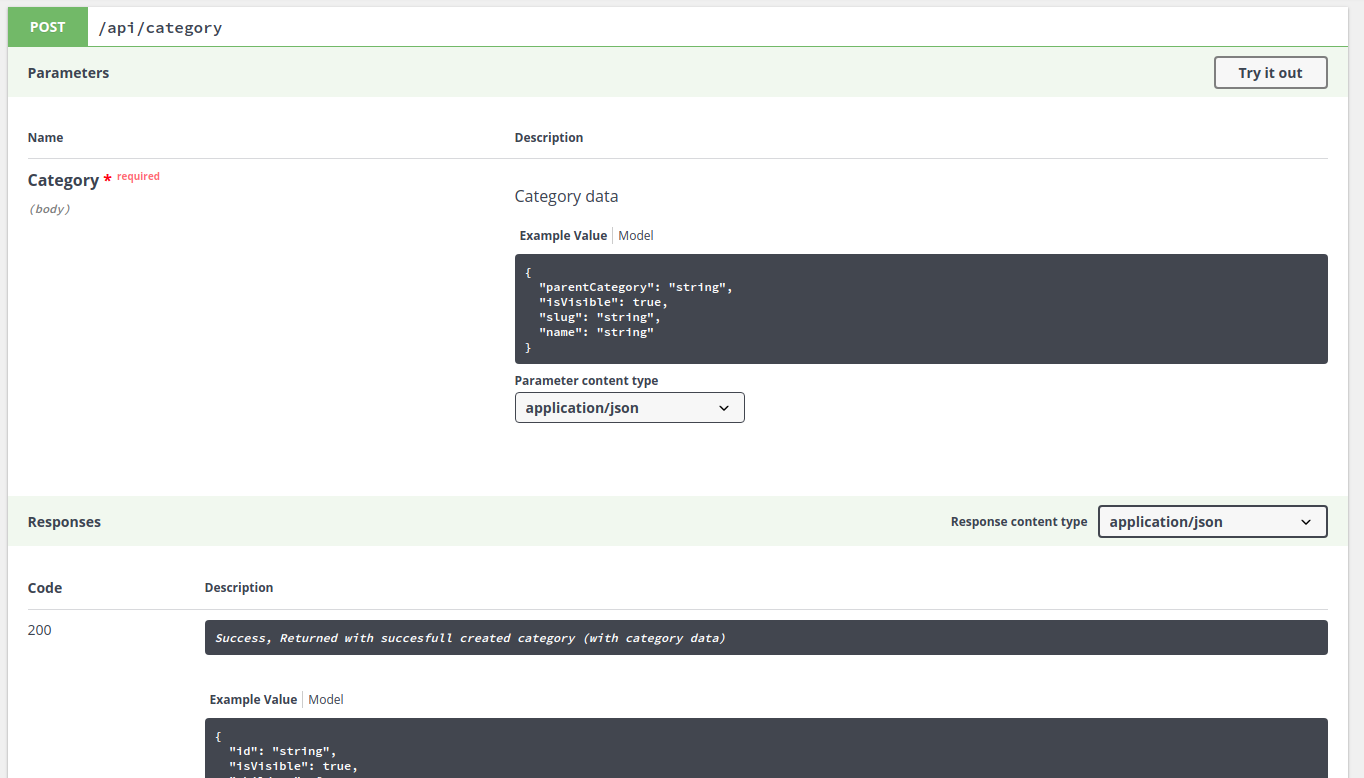 POST /api/category
Parameters Try it out
Name Description
Category * required
(body)
Category data
Example Value Model
{
"parentCategory": "string",
"isVisible": true,
"slug": "string",
"name": "string"
}
Parameter content type
application/json
Responses Response content type application/json
Code Description
200 Success, Returned with succesfull created category (with category data)
Example Value Model
{
"id": "string",
"isVisible": true,